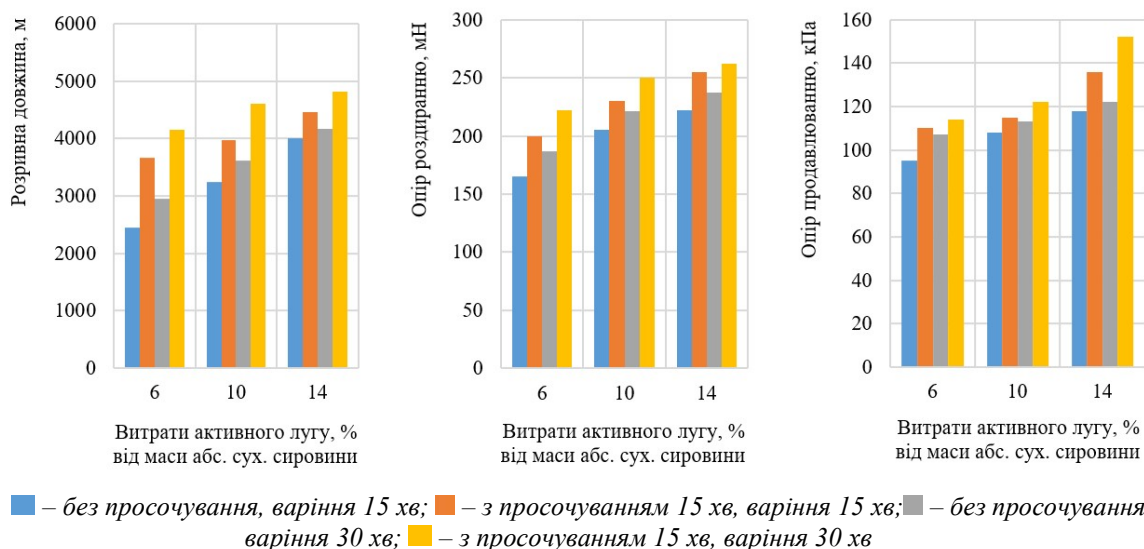 Розривна довжина, м
6000
5000
4000
3000
2000
1000
0
6 10 14
Витрати активного лугу, %
від маси абс. сух. сировини
Опір роздиранню, мН
300
250
200
150
100
50
0
6 10 14
Витрати активного лугу, %
від маси абс. сух. сировини
Опір продавлюванню, кПа
160
140
120
100
80
60
40
20
0
6 10 14
Витрати активного лугу, %
від маси абс. сух. сировини
– без просочування, варіння 15 хв; – з просочуванням 15 хв, варіння 15 хв; – без просочування
варіння 30 хв; – з просочуванням 15 хв, варіння 30 хв